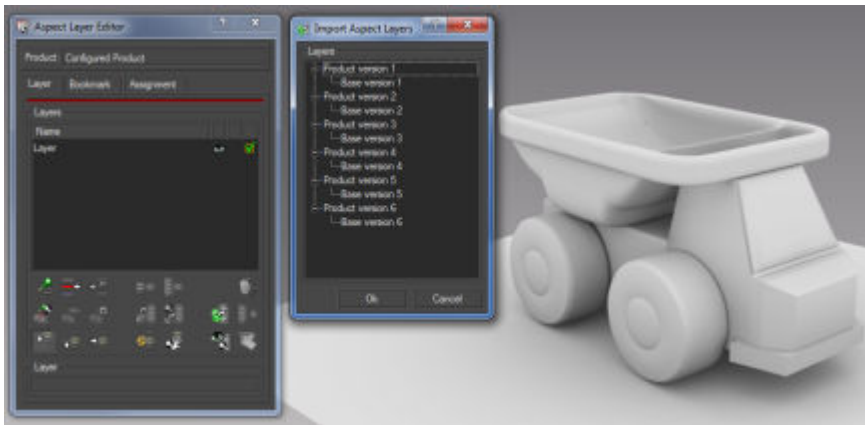 Aspect Layer Editor
Product Configured Product
Layer Bookmark Assignment
Layers
Name
Layer
Layer
Import Aspect Layers
Layers
Product version 1
Base version 1
Product version 2
Base version 2
Product version 3
Base version 3
Product version 4
Base version 4
Product version 5
Base version 5
Product version 6
Base version 6
Ok Cancel